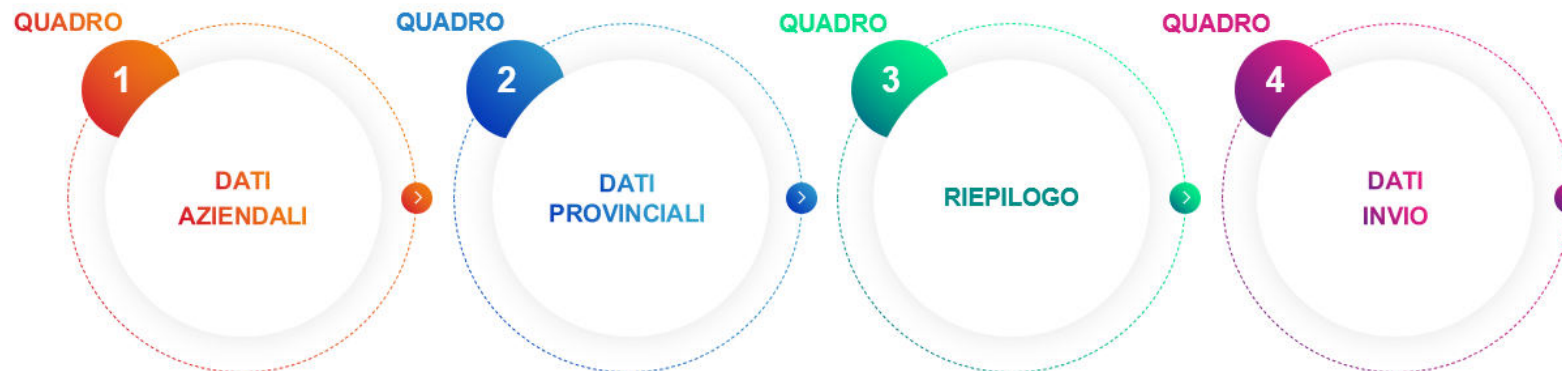 QUADRO
1
DATI
AZIENDALI
QUADRO
2
DATI
PROVINCIALI
QUADRO
3
RIEPILOGO
QUADRO
4
DATI
INVIO